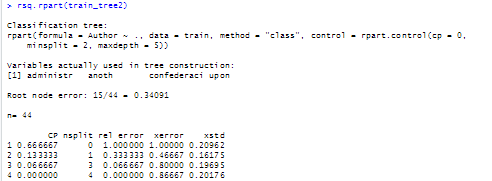 > rsq.rpart(train_tree2)
Classification tree:
rpart(formula = Author ~ ., data = train, method = "class", control = rpart.control(cp = 0,
minsplit = 2, maxdepth = 5))
Variables actually used in tree construction:
[1] administr anoth confederaci upon
Root node error: 15/44 = 0.34091
n= 44
CP nsplit rel error xerror xstd
1 0.666667 0 1.000000 1.00000 0.20962
2 0.133333 1 0.333333 0.46667 0.16175
3 0.066667 3 0.066667 0.80000 0.19695
4 0.000000 4 0.000000 0.86667 0.20176